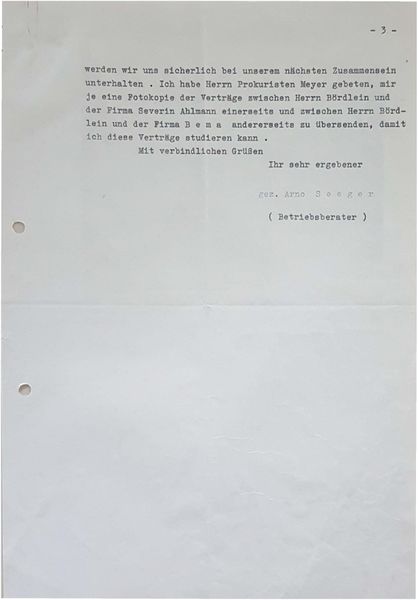 - 3 -
werden wir uns sicherlich bei unserem nächsten Zusammensein
unterhalten . Ich habe Herrn Prokuristen Meyer gebeten, mir
je eine Fotokopie der Verträge zwischen Herrn Bördlein und
der Firma Severin Ahlmann einerseits und zwischen Herrn Börd-
lein und der Firma B e m a andererseits zu übersenden, damit
ich diese Verträge studieren kann .
Mit verbindlichen Grüßen
Ihr sehr ergebener
gez. Arno S e e g e r
( Betriebsberater )